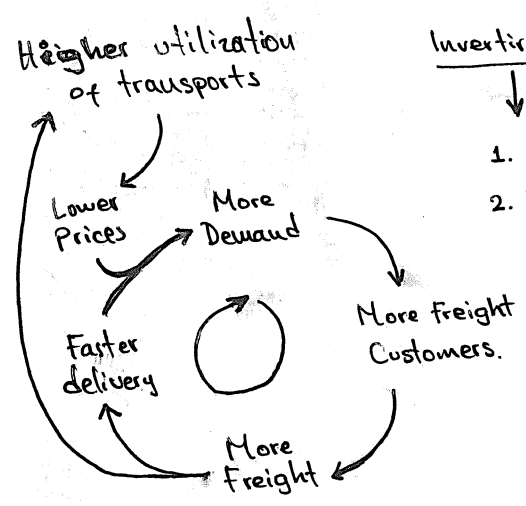 Higher utilization
of transports
Invertir
1.
2.
Lower
Prices
More
Demand
More Freight
Customers.
Faster
delivery
More
Freight